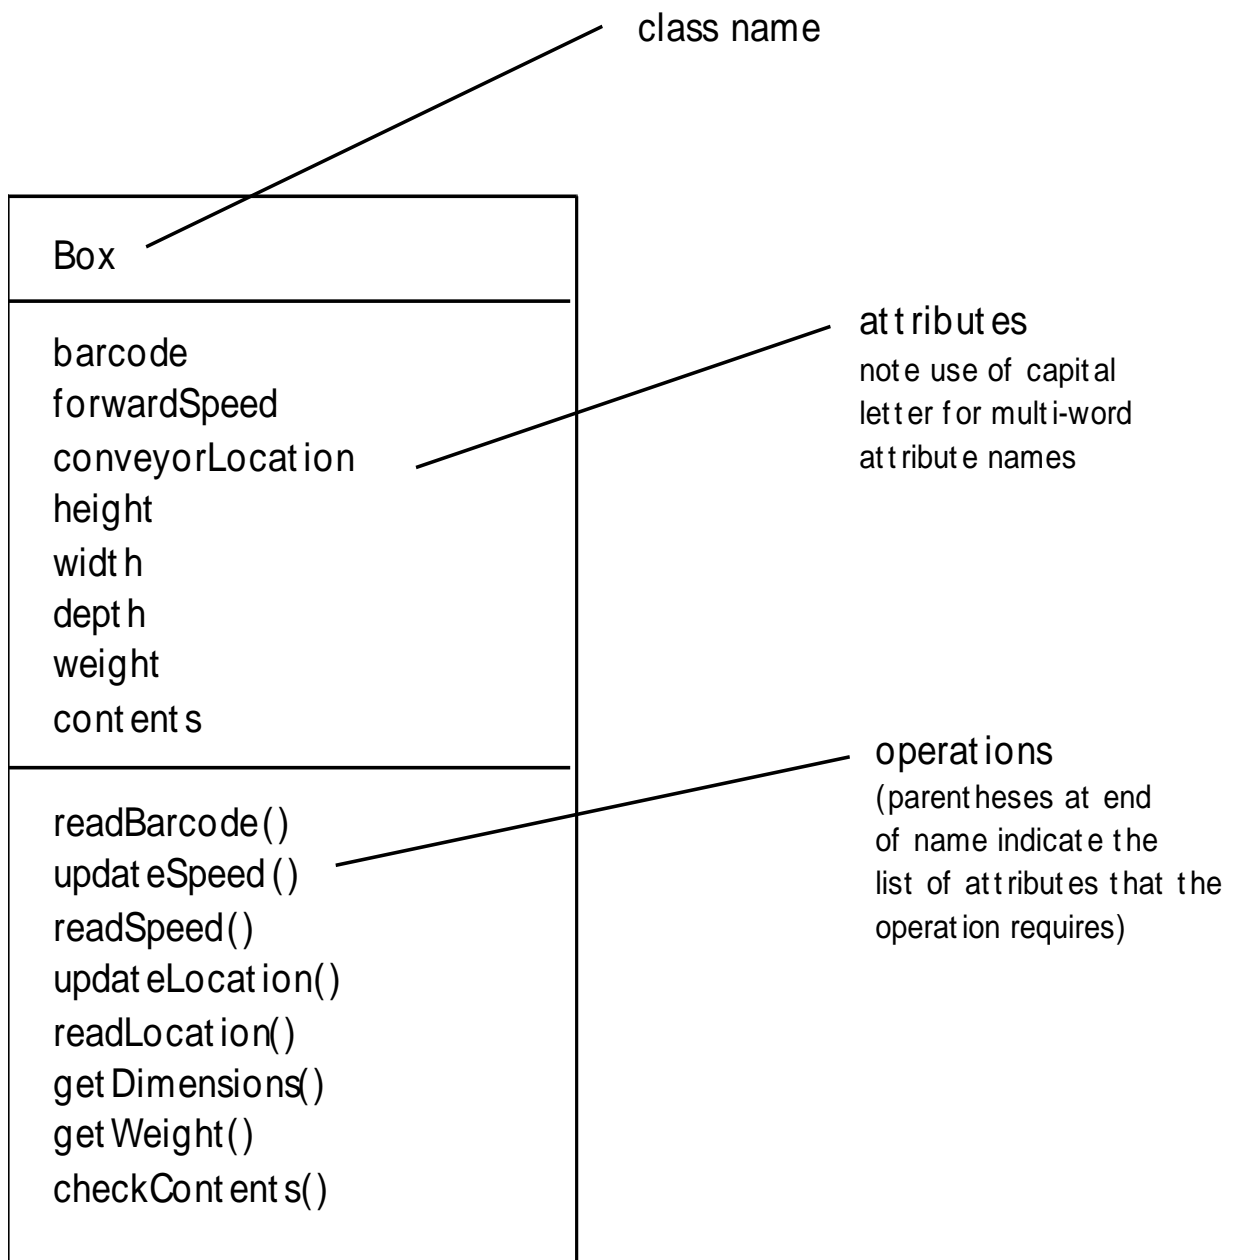 class name
Box
barcode
forwardSpeed
conveyorLocation
height
width
depth
weight
contents
attributes
note use of capital
letter for multi-word
attribute names
readBarcode()
updateSpeed()
readSpeed()
updateLocation()
readLocation()
getDimensions()
getWeight()
checkContents()
operations
(parentheses at end
of name indicate the
list of attributes that the
operation requires)